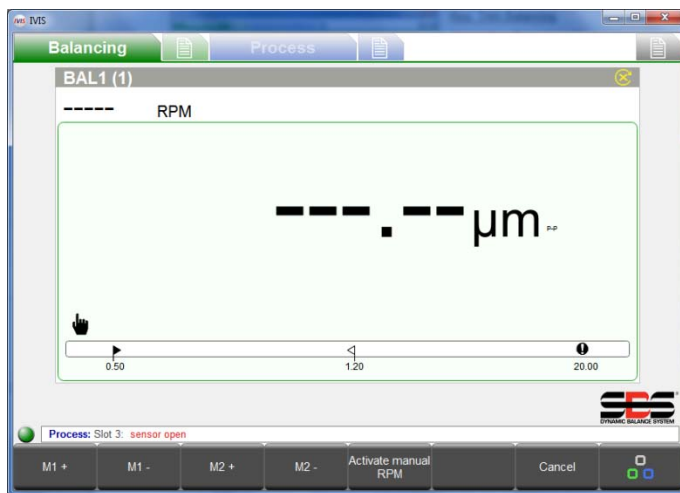 IVIS IVIS
Balancing Process
BAL1 (1)
-----  RPM
---.-- µm P-P
0.50 1.20 20.00
SBS
DYNAMIC BALANCE SYSTEM
Process: Slot 3: sensor open
M1 + M1 - M2 + M2 - Activate manual RPM Cancel